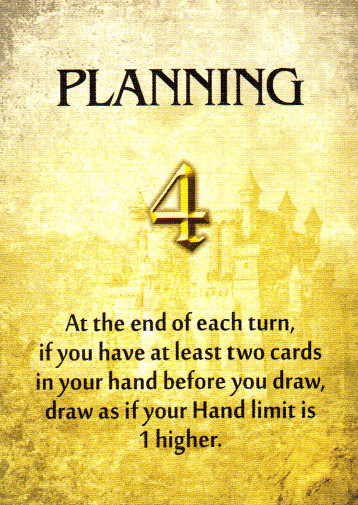 PLANNING
4
At the end of each turn,
if you have at least two cards
in your hand before you draw,
draw as if your Hand limit is
1 higher.